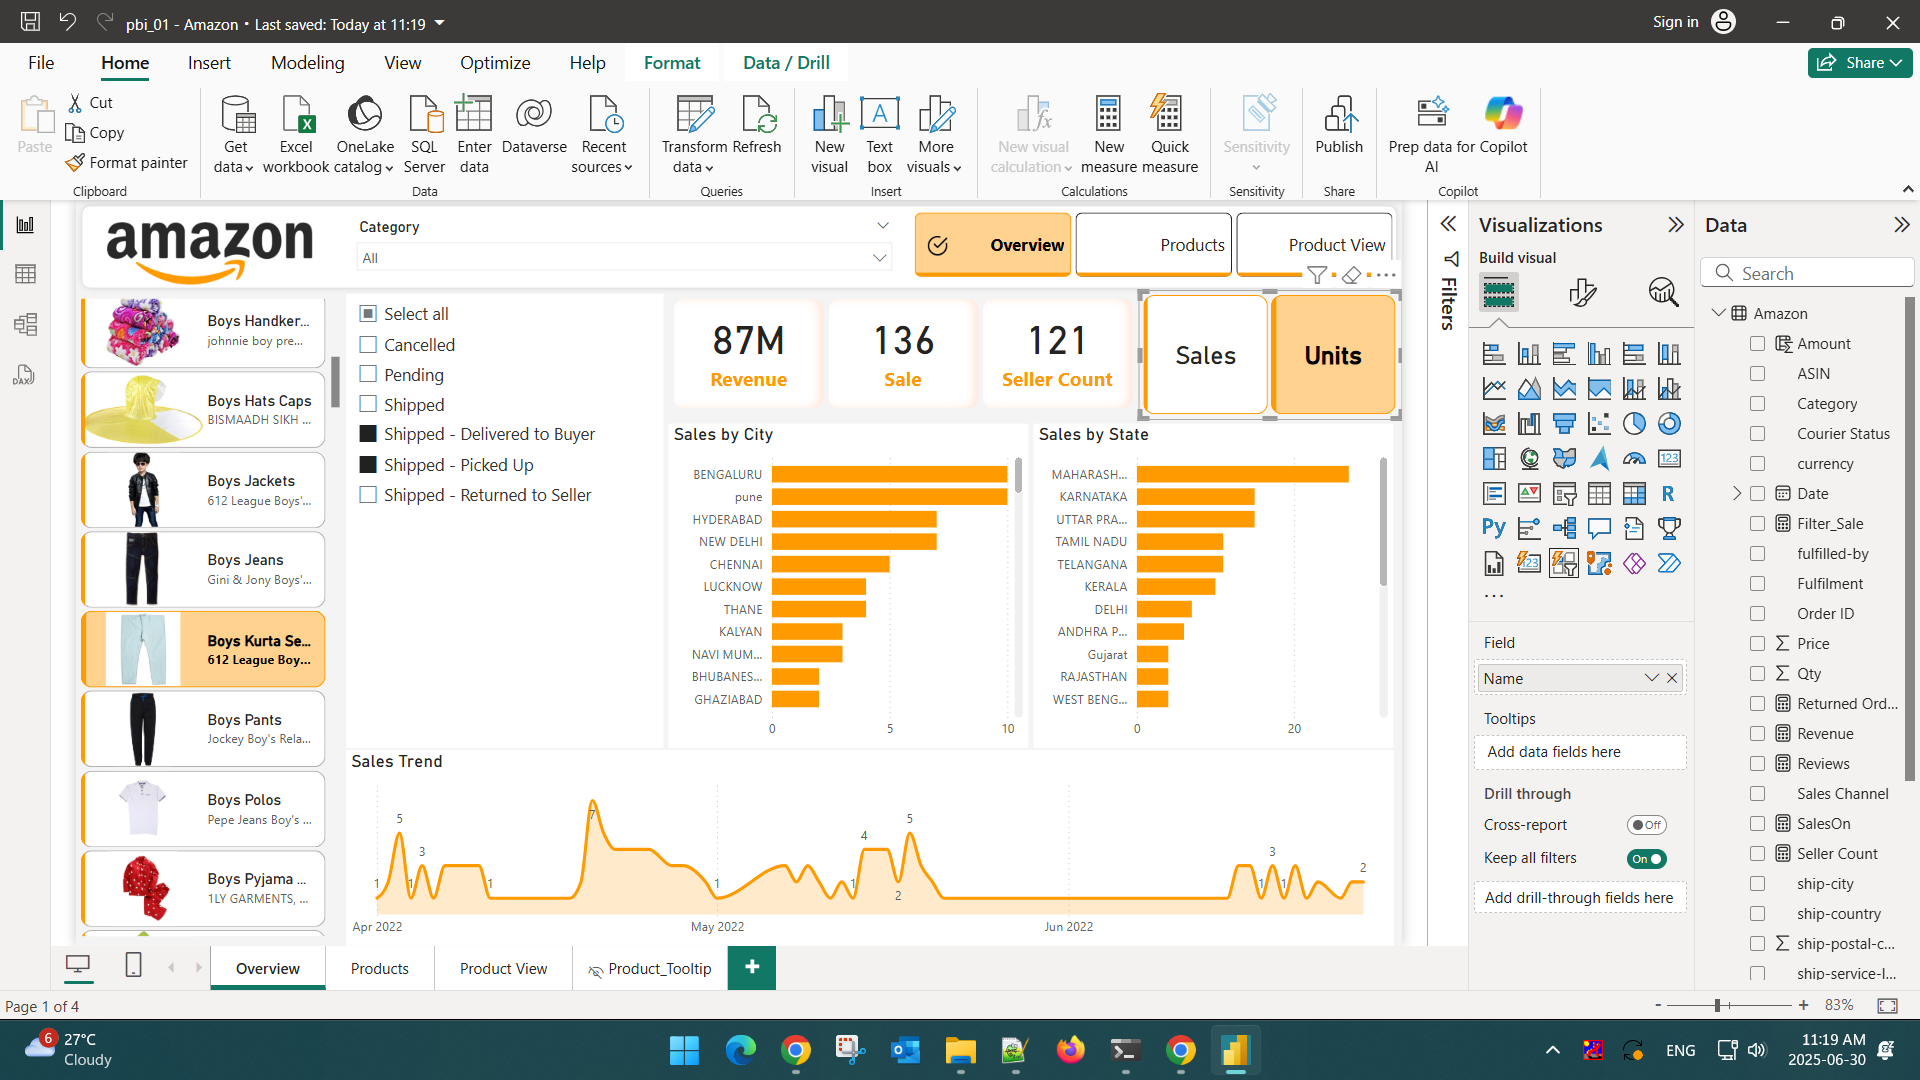 pbi_01 - Amazon • Last saved: Today at 11:19
Sign in
File Home Insert Modeling View Optimize Help Format Data / Drill
Share
Paste
Cut
Copy
Format painter
Clipboard
Get data
Excel workbook
OneLake catalog
SQL Server
Enter data
Dataverse
Recent sources
Data
Transform data
Refresh
Queries
New visual
Text box
More visuals
Insert
New visual calculation
New measure
Quick measure
Calculations
Sensitivity
Sensitivity
Publish
Share
Prep data for AI
Copilot
Copilot
amazon
Category
All
Overview
Products
Product View
Boys Handker...
johnnie boy pre...
Boys Hats Caps
BISMAADH SIKH ...
Boys Jackets
612 League Boys'...
Boys Jeans
Gini & Jony Boys'...
Boys Kurta Se...
612 League Boy...
Boys Pants
Jockey Boy's Rela...
Boys Polos
Pepe Jeans Boy's ...
Boys Pyjama ...
1LY GARMENTS, ...
Select all
Cancelled
Pending
Shipped
Shipped - Delivered to Buyer
Shipped - Picked Up
Shipped - Returned to Seller
87M
Revenue
136
Sale
121
Seller Count
Sales
Units
Sales by City
BENGALURU
pune
HYDERABAD
NEW DELHI
CHENNAI
LUCKNOW
THANE
KALYAN
NAVI MUM...
BHUBANES...
GHAZIABAD
0 5 10
Sales by State
MAHARASH...
KARNATAKA
UTTAR PRA...
TAMIL NADU
TELANGANA
KERALA
DELHI
ANDHRA P...
Gujarat
RAJASTHAN
WEST BENG...
0 20
Sales Trend
1 5 1 3 1 7 1 1 4 2 5 1 3 1 2
Apr 2022 May 2022 Jun 2022
Filters
Visualizations
Build visual
123
R
Py
123
Field
Name
Tooltips
Add data fields here
Drill through
Cross-report
Off
Keep all filters
On
Add drill-through fields here
Data
Search
Amazon
Amount
ASIN
Category
Courier Status
currency
Date
Filter_Sale
fulfilled-by
Fulfilment
Order ID
Price
Qty
Returned Ord...
Revenue
Reviews
Sales Channel
SalesOn
Seller Count
ship-city
ship-country
ship-postal-c...
ship-service-l...
DAX
Overview Products Product View Product_Tooltip +
Page 1 of 4
- + 83%
6
27°C
Cloudy
ENG
11:19 AM
2025-06-30